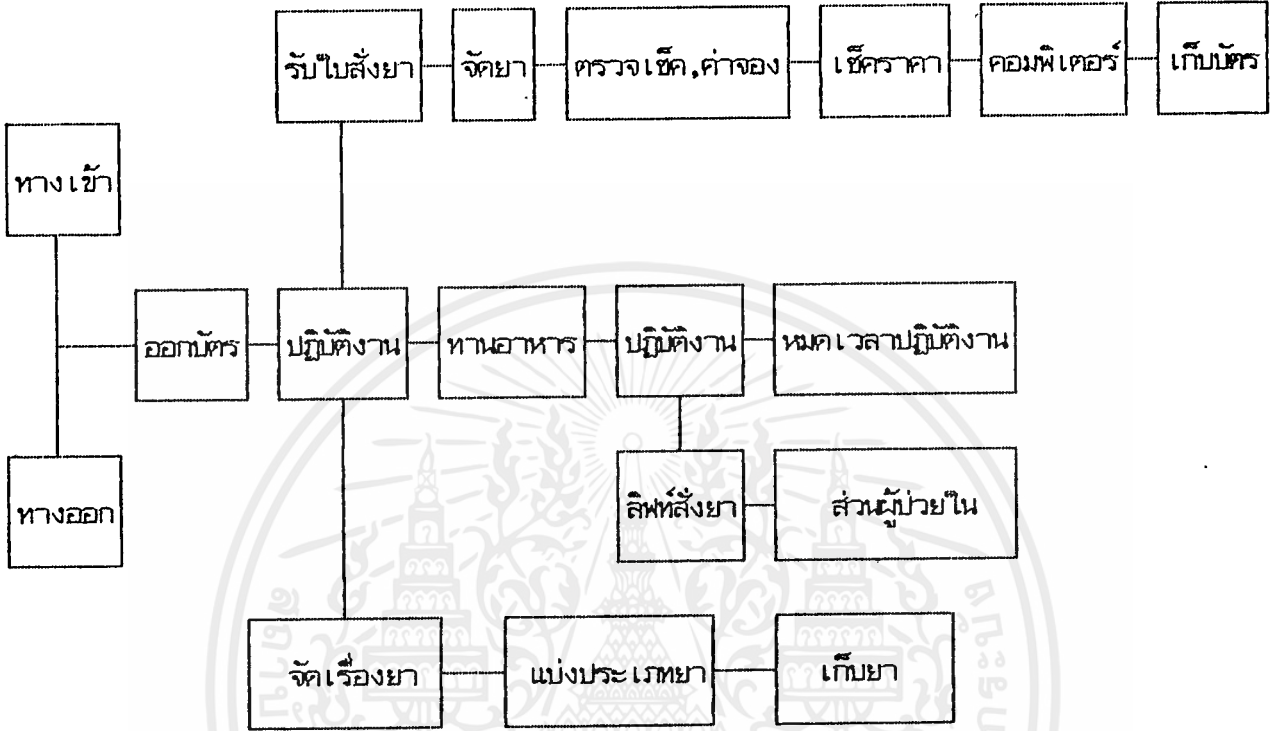 รับใบสั่งยา
จัดยา
ตรวจเช็ค,ค่าจอง
เช็คราคา
คอมพิเตอร์
เก็บบัตร
ทางเข้า
ออกบัตร
ปฏิบัติงาน
ทานอาหาร
ปฏิบัติงาน
หมดเวลาปฏิบัติงาน
ทางออก
ลิฟท์สั่งยา
ส่วนผู้ป่วยใน
จัดเรื่องยา
แบ่งประเภทยา
เก็บยา